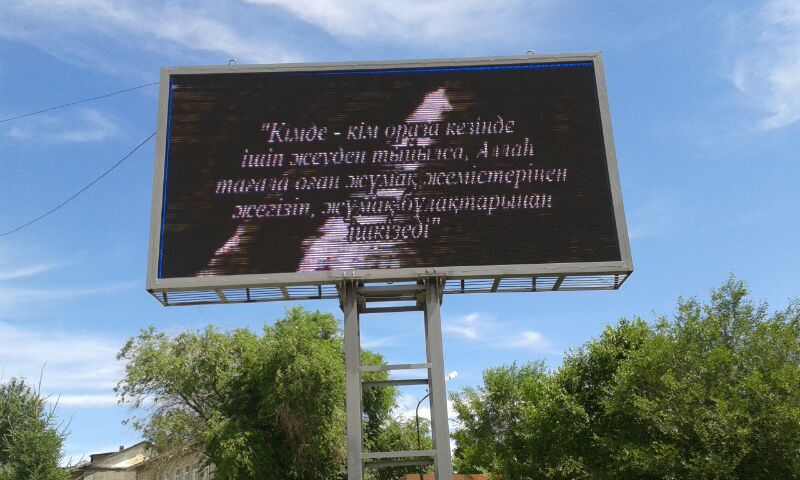 "Кімде - кім ораза кезінде
ішіп жеуден тыйылса, Аллаһ
тағала оған жұмақ жемістерінен
жегізіп, жұмақ бұлақтарынан
ішкізеді"